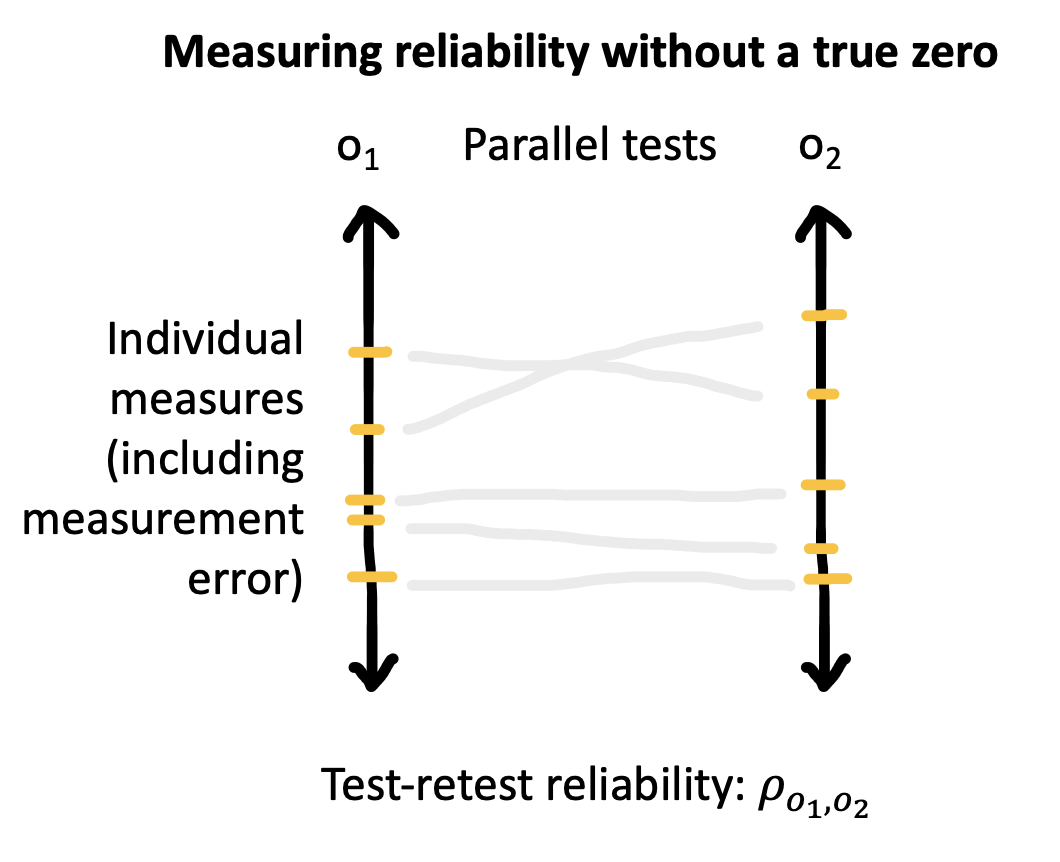 Measuring reliability without a true zero
o₁ Parallel tests o₂
Individual
measures
(including
measurement
error)
Test-retest reliability: ρ_{o₁,o₂}